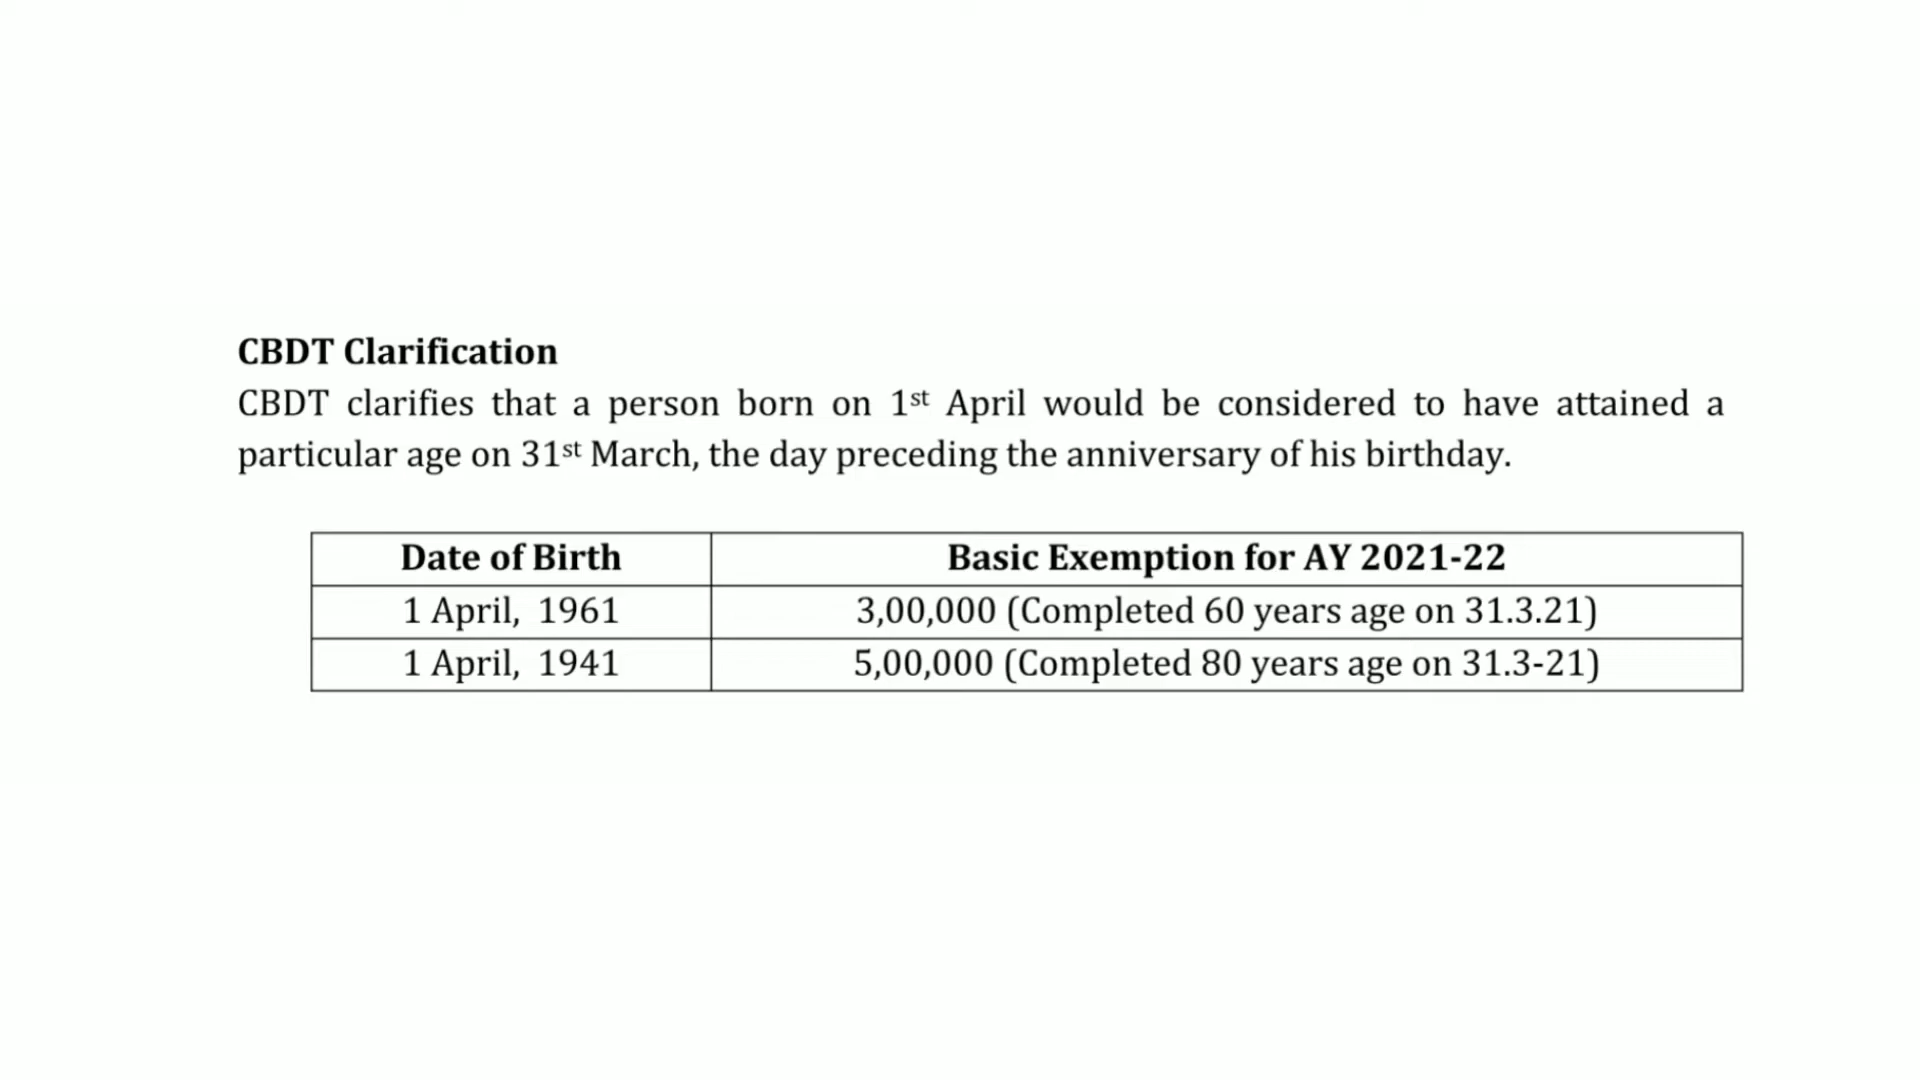 CBDT Clarification
CBDT clarifies that a person born on 1st April would be considered to have attained a
particular age on 31st March, the day preceding the anniversary of his birthday.
Date of Birth Basic Exemption for AY 2021-22
1 April, 1961 3,00,000 (Completed 60 years age on 31.3.21)
1 April, 1941 5,00,000 (Completed 80 years age on 31.3-21)